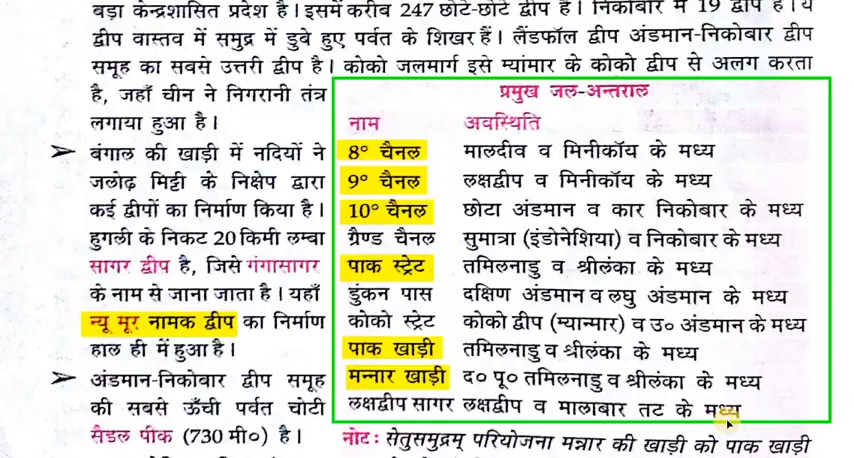 बड़ा केन्द्रशासित प्रदेश है। इसमें करीब 247 छोटे-छोटे द्वीप हैं। निकोबार में 19 द्वीप हैं। ये
द्वीप वास्तव में समुद्र में डूबे हुए पर्वत के शिखर हैं। लैंडफॉल द्वीप अंडमान-निकोबार द्वीप
समूह का सबसे उत्तरी द्वीप है। कोको जलमार्ग इसे म्यांमार के कोको द्वीप से अलग करता
है, जहाँ चीन ने निगरानी तंत्र
लगाया हुआ है।
➢ बंगाल की खाड़ी में नदियों ने
जलोढ़ मिट्टी के निक्षेप द्वारा
कई द्वीपों का निर्माण किया है।
हुगली के निकट 20 किमी लम्बा
सागर द्वीप है, जिसे गंगासागर
के नाम से जाना जाता है। यहाँ
न्यू मूर नामक द्वीप का निर्माण
हाल ही में हुआ है।
➢ अंडमान-निकोबार द्वीप समूह
की सबसे ऊँची पर्वत चोटी
सैडल पीक (730 मी०) है।
प्रमुख जल-अन्तराल
नाम अवस्थिति
8° चैनल मालदीव व मिनीकॉय के मध्य
9° चैनल लक्षद्वीप व मिनीकॉय के मध्य
10° चैनल छोटा अंडमान व कार निकोबार के मध्य
ग्रैण्ड चैनल सुमात्रा (इंडोनेशिया) व निकोबार के मध्य
पाक स्ट्रेट तमिलनाडु व श्रीलंका के मध्य
डुंकन पास दक्षिण अंडमान व लघु अंडमान के मध्य
कोको स्ट्रेट कोको द्वीप (म्यान्मार) व उ० अंडमान के मध्य
पाक खाड़ी तमिलनाडु व श्रीलंका के मध्य
मन्नार खाड़ी द० पू० तमिलनाडु व श्रीलंका के मध्य
लक्षद्वीप सागर लक्षद्वीप व मालाबार तट के मध्य
नोट : सेतुसमुद्रम् परियोजना मन्नार की खाड़ी को पाक खाड़ी